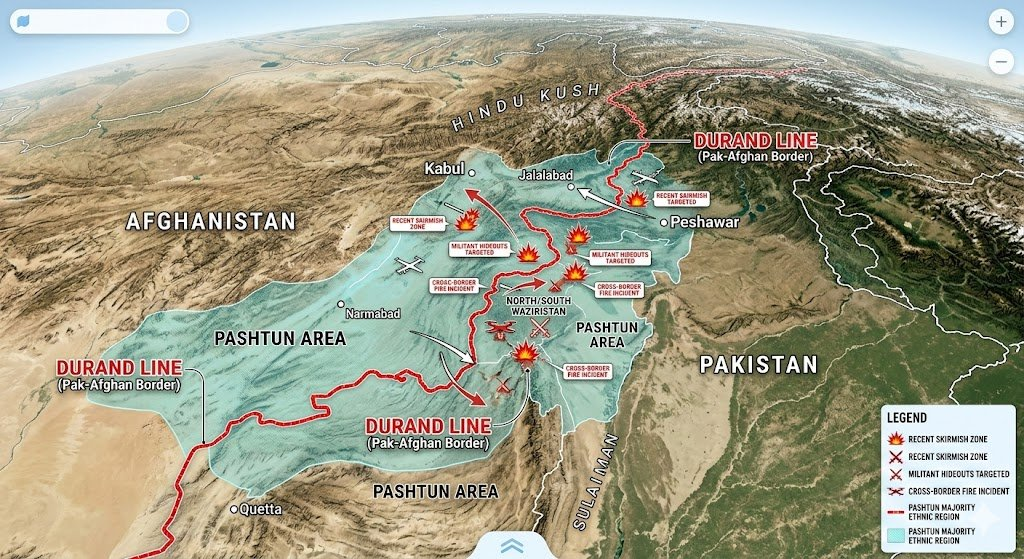 HINDU KUSH
DURAND LINE
(Pak-Afghan Border)
Kabul
Jalalabad
RECENT SAIRMISH
TARGETED
AFGHANISTAN
RECENT SAIRMISH
ZONE
Peshawar
MILITANT HIDEOUTS
TARGETED
MILITANT HIDEOUTS
TARGETED
CROAC-BORDER
FIRE INCIDENT
CROSS-BORDER
FIRE INCIDENT
NORTH/SOUTH
WAZIRISTAN
Narmabad
PASHTUN AREA
PASHTUN
AREA
PAKISTAN
DURAND LINE
(Pak-Afghan Border)
CROSS-BORDER
FIRE INCIDENT
DURAND LINE
(Pak-Afghan Border)
PASHTUN AREA
SULAIMAN
Quetta
LEGEND
RECENT SKIRMISH ZONE
RECENT SKIRMISH ZONE
MILITANT HIDEOUTS TARGETED
CROSS-BORDER FIRE INCIDENT
PASHTUN MAJORITY
ETHNIC REGION
PASHTUN MAJORITY
ETHNIC REGION